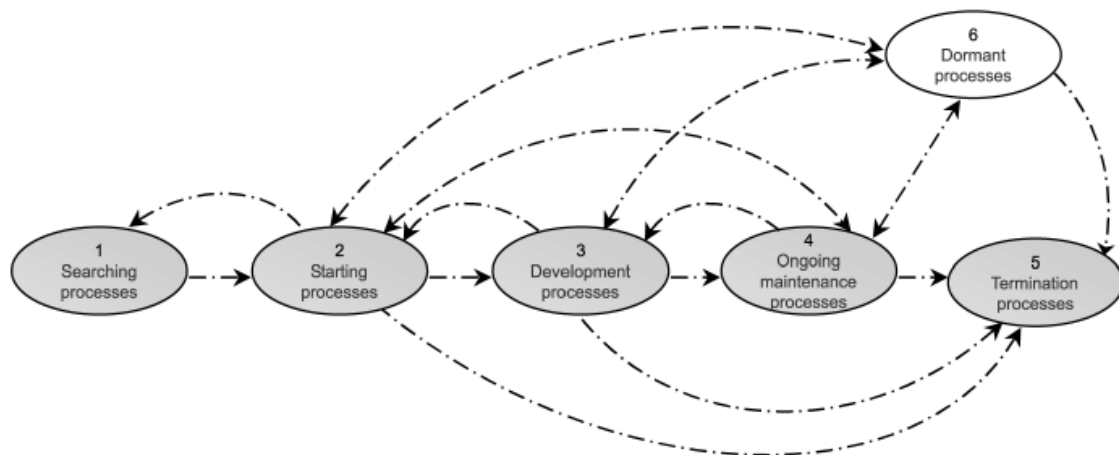 6
Dormant
processes
1
Searching
processes
2
Starting
processes
3
Development
processes
4
Ongoing
maintenance
processes
5
Termination
processes